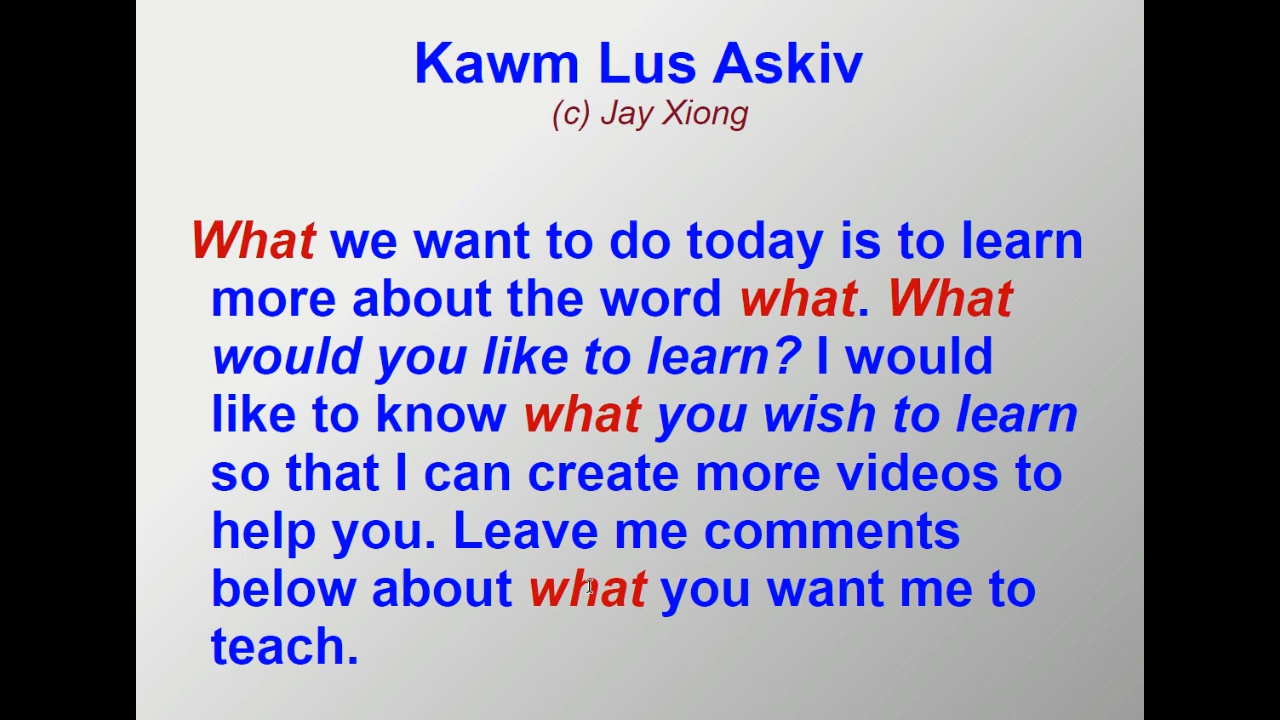 Kawm Lus Askiv
(c) Jay Xiong
What we want to do today is to learn
more about the word what. What
would you like to learn? I would
like to know what you wish to learn
so that I can create more videos to
help you. Leave me comments
below about what you want me to
teach.